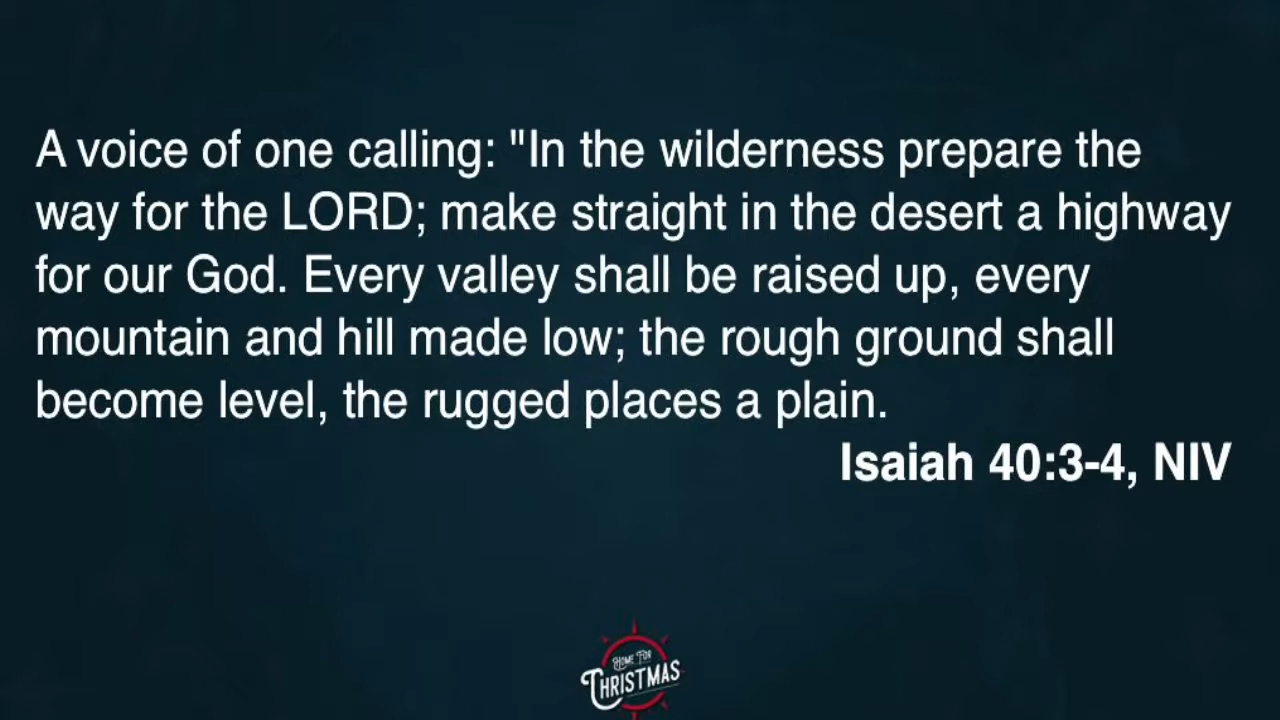 A voice of one calling: "In the wilderness prepare the
way for the LORD; make straight in the desert a highway
for our God. Every valley shall be raised up, every
mountain and hill made low; the rough ground shall
become level, the rugged places a plain.
Isaiah 40:3-4, NIV
HOME FOR
CHRISTMAS